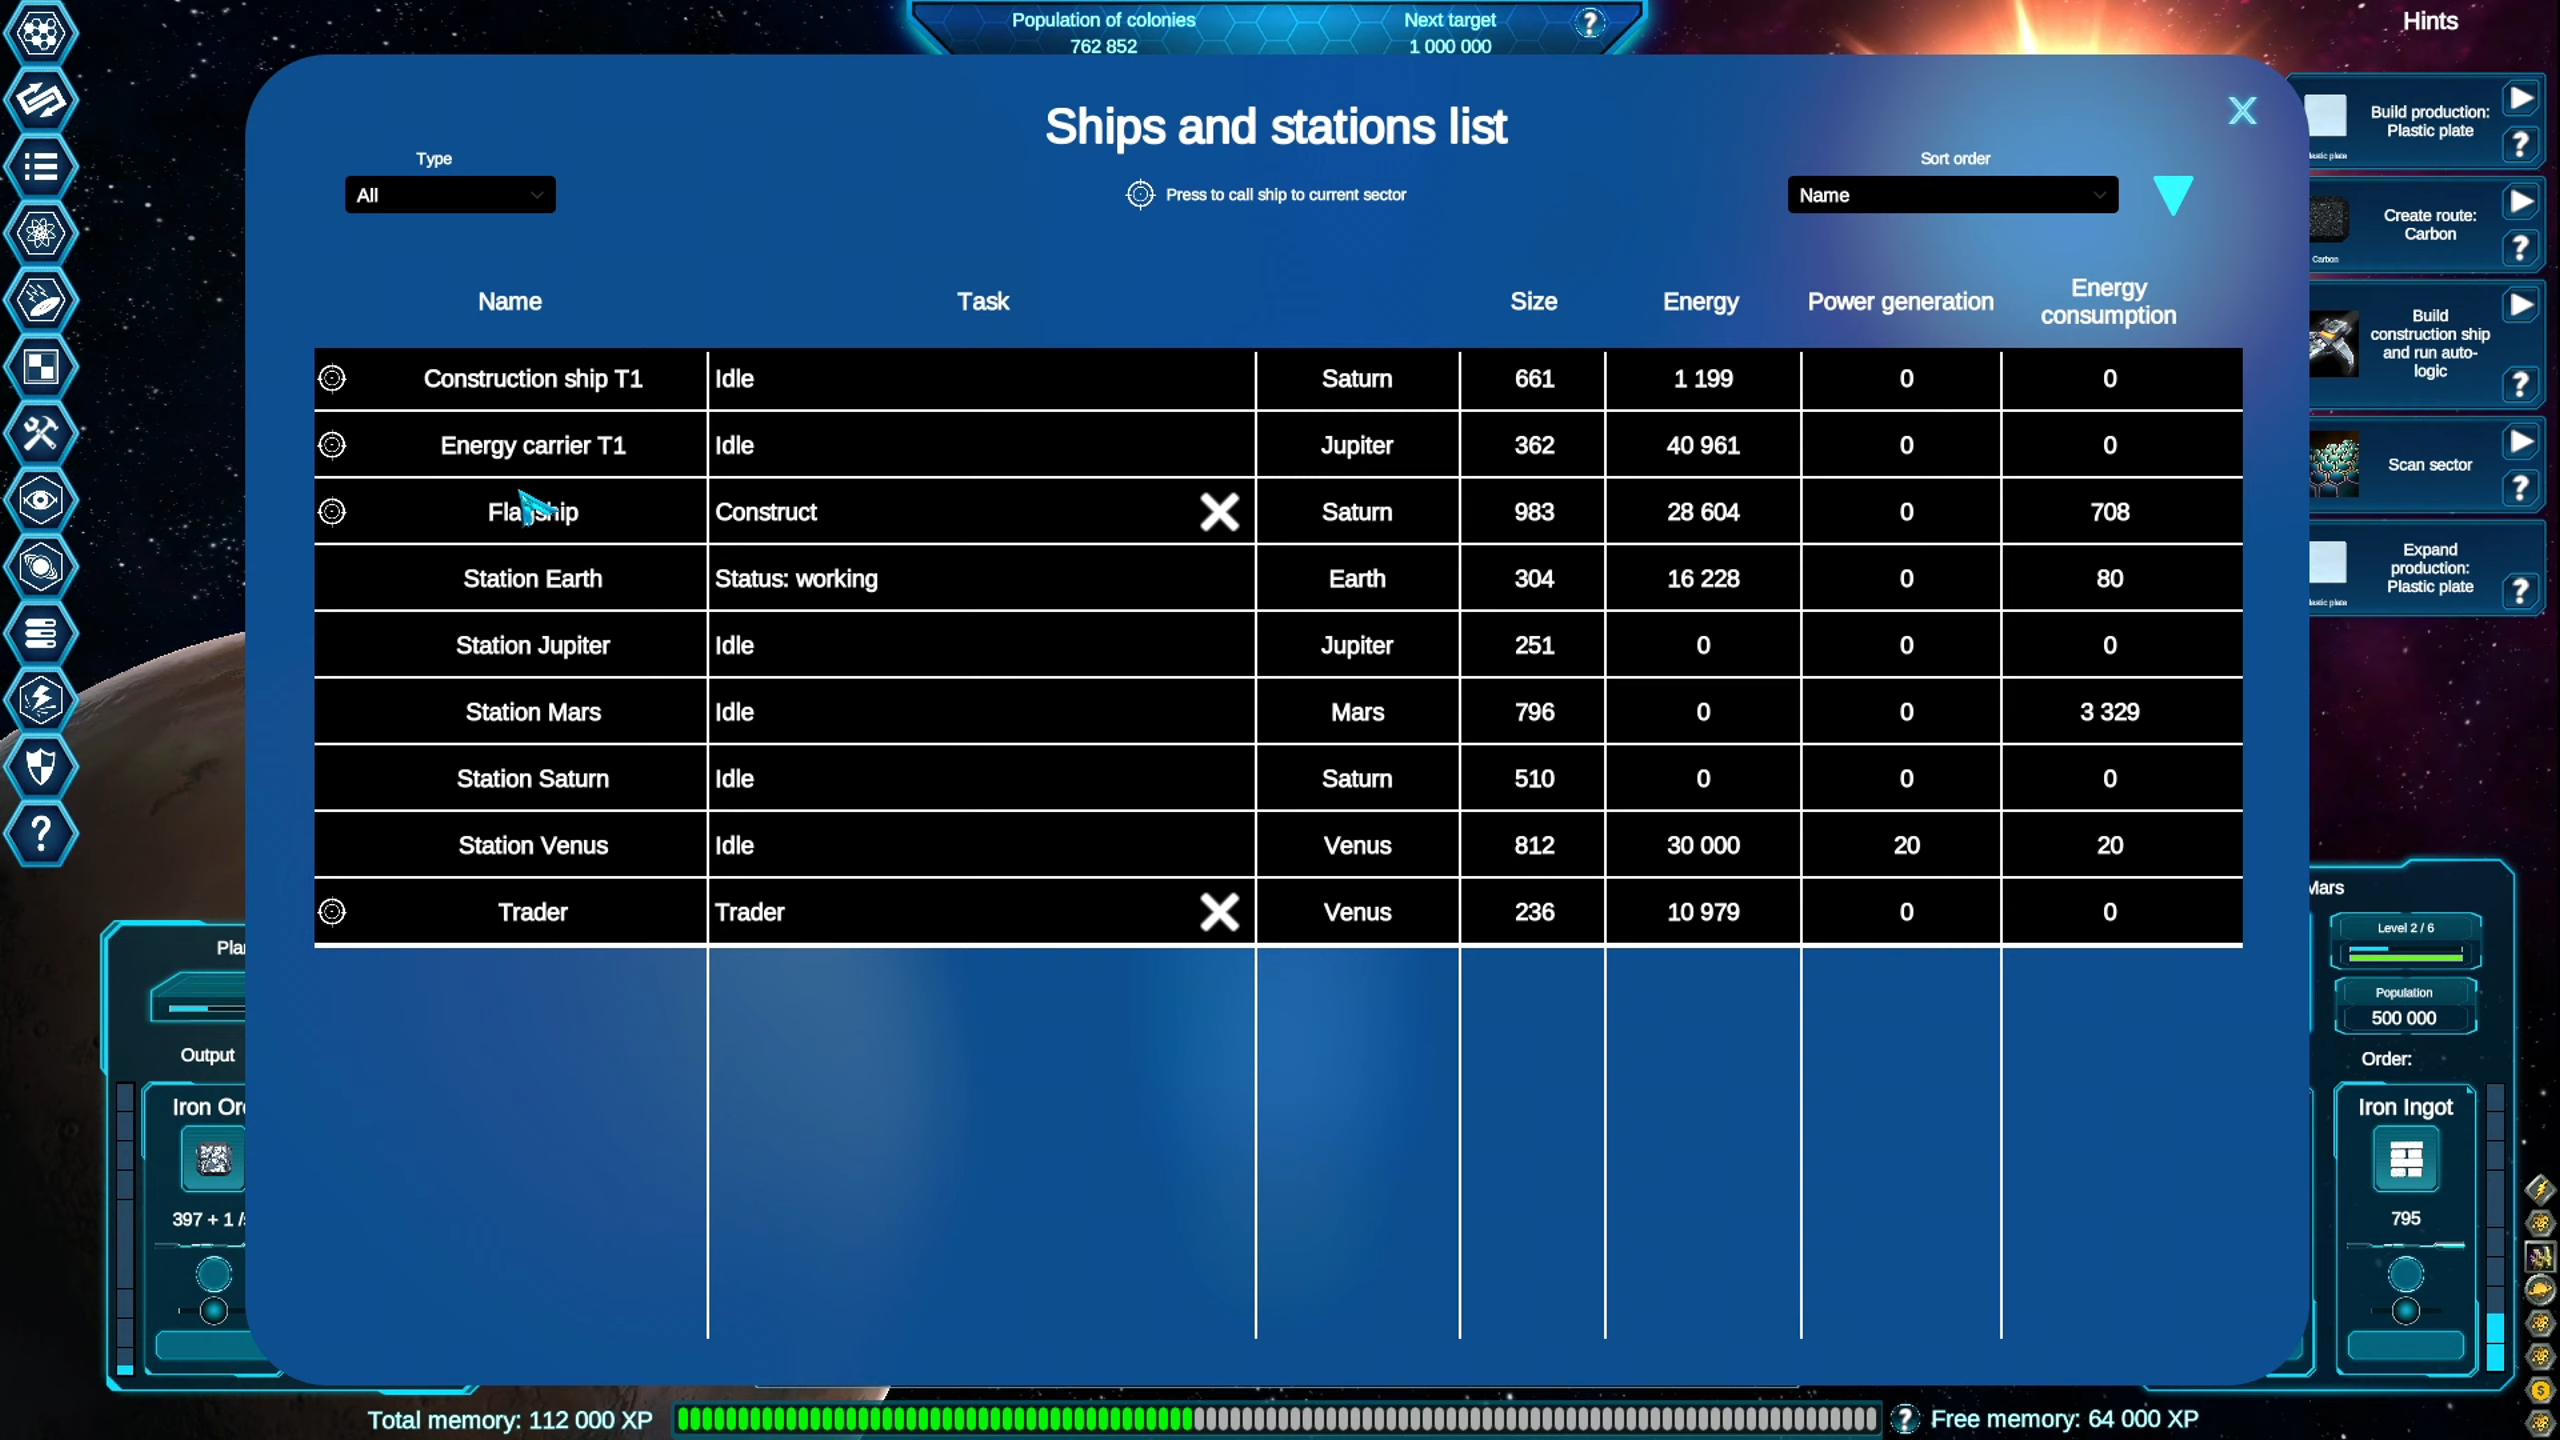 Population of colonies
762 852
Next target
1 000 000
?
Hints
Ships and stations list
X
Type
All
Press to call ship to current sector
Sort order
Name
Name Task Size Energy Power generation Energy
consumption
Construction ship T1 Idle Saturn 661 1 199 0 0
Energy carrier T1 Idle Jupiter 362 40 961 0 0
Flagship Construct Saturn 983 28 604 0 708
Station Earth Status: working Earth 304 16 228 0 80
Station Jupiter Idle Jupiter 251 0 0 0
Station Mars Idle Mars 796 0 0 3 329
Station Saturn Idle Saturn 510 0 0 0
Station Venus Idle Venus 812 30 000 20 20
Trader Trader Venus 236 10 979 0 0
Build production:
Plastic plate
?
Create route:
Carbon
Carbon
?
Build
construction ship
and run auto-
logic
?
Scan sector
?
Expand
production:
Plastic plate
?
?
Output
Iron Or
397 + 1 /
Mars
Level 2 / 6
Population
500 000
Order:
Iron Ingot
795
Total memory: 112 000 XP
?
Free memory: 64 000 XP